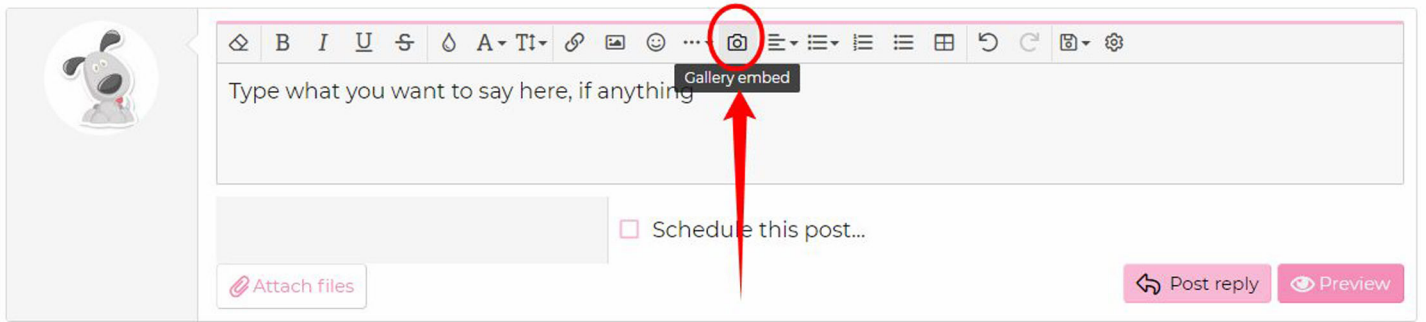 B I U S A TI
Gallery embed
Type what you want to say here, if anything
Schedule this post...
Attach files
Post reply
Preview